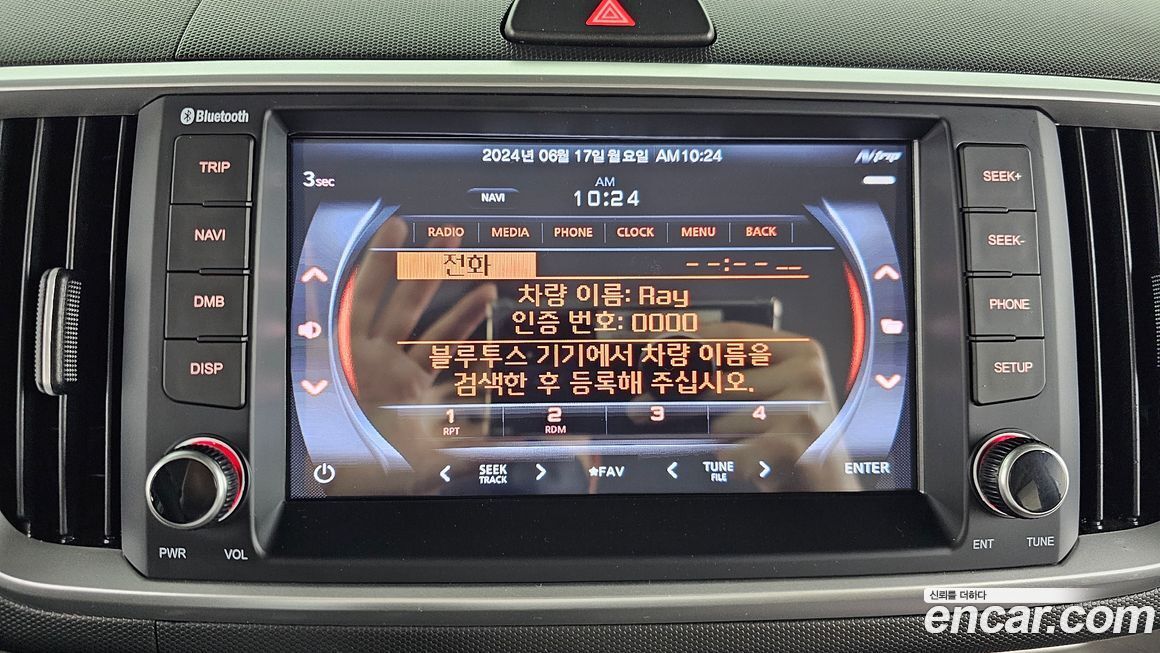 Bluetooth
TRIP
NAVI
DMB
DISP
PWR VOL
2024년 06월 17일 월요일 AM10:24
Ntrip
3SEC
AM
NAVI 10:24
RADIO MEDIA PHONE CLOCK MENU BACK
전화 --:-- --
차량 이름: Ray
인증 번호: 0000
블루투스 기기에서 차량 이름을
검색한 후 등록해 주십시오.
1 2 3 4
RPT RDM
SEEK TUNE
TRACK FILE
★FAV ENTER
SEEK+
SEEK-
PHONE
SETUP
ENT TUNE
신뢰를 더하다
encar.com